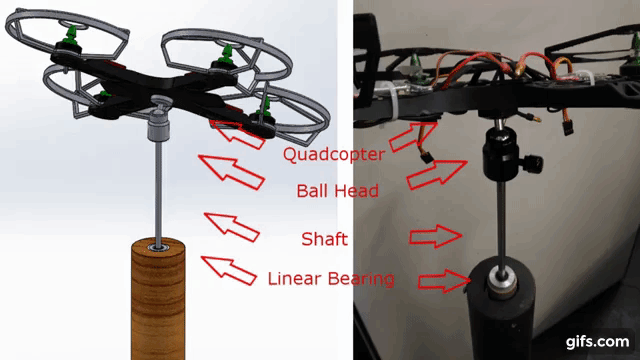 Quadcopter
Ball Head
Shaft
Linear Bearing
gifs.com